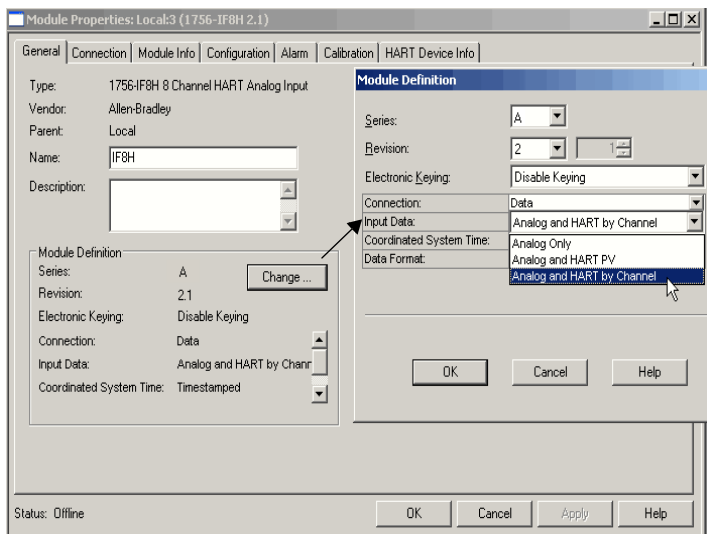 Module Properties: Local:3 (1756-IF8H 2.1)
General Connection Module Info Configuration Alarm Calibration HART Device Info
Type: 1756-IF8H 8 Channel HART Analog Input
Vendor: Allen-Bradley
Parent: Local
Name: IF8H
Description:
Module Definition
Series: A
Change ...
Revision: 2.1
Electronic Keying: Disable Keying
Connection: Data
Input Data: Analog and HART by Chanr
Coordinated System Time: Timestamped
Module Definition
Series: A
Revision: 2 1
Electronic Keying: Disable Keying
Connection: Data
Input Data: Analog and HART by Channel
Coordinated System Time:
Data Format:
Analog Only
Analog and HART PV
Analog and HART by Channel
OK Cancel Help
Status: Offline
OK Cancel Apply Help